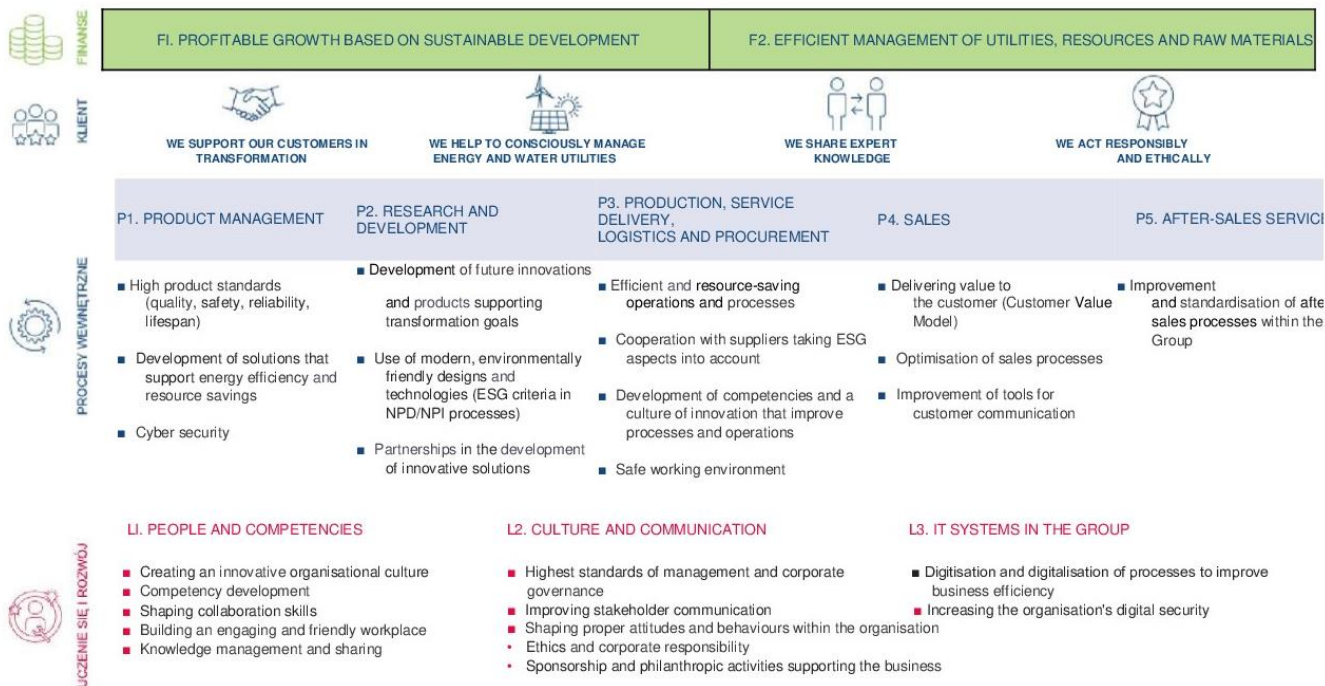 FINANSE
FI. PROFITABLE GROWTH BASED ON SUSTAINABLE DEVELOPMENT
F2. EFFICIENT MANAGEMENT OF UTILITIES, RESOURCES AND RAW MATERIALS
KLIENT
WE SUPPORT OUR CUSTOMERS IN
TRANSFORMATION
WE HELP TO CONSCIOUSLY MANAGE
ENERGY AND WATER UTILITIES
WE SHARE EXPERT
KNOWLEDGE
WE ACT RESPONSIBLY
AND ETHICALLY
PROCESY WEWNĘTRZNE
P1. PRODUCT MANAGEMENT
■ High product standards
(quality, safety, reliability,
lifespan)
■ Development of solutions that
support energy efficiency and
resource savings
■ Cyber security
P2. RESEARCH AND
DEVELOPMENT
■ Development of future innovations
and products supporting
transformation goals
■ Use of modern, environmentally
friendly designs and
technologies (ESG criteria in
NPD/NPI processes)
■ Partnerships in the development
of innovative solutions
P3. PRODUCTION, SERVICE
DELIVERY,
LOGISTICS AND PROCUREMENT
■ Efficient and resource-saving
operations and processes
■ Cooperation with suppliers taking ESG
aspects into account
■ Development of competencies and a
culture of innovation that improve
processes and operations
■ Safe working environment
P4. SALES
■ Delivering value to
the customer (Customer Value
Model)
■ Optimisation of sales processes
■ Improvement of tools for
customer communication
P5. AFTER-SALES SERVICE
■ Improvement
and standardisation of afte
sales processes within the
Group
UCZENIE SIĘ I ROZWÓJ
LI. PEOPLE AND COMPETENCIES
■ Creating an innovative organisational culture
■ Competency development
■ Shaping collaboration skills
■ Building an engaging and friendly workplace
■ Knowledge management and sharing
L2. CULTURE AND COMMUNICATION
■ Highest standards of management and corporate
governance
■ Improving stakeholder communication
■ Shaping proper attitudes and behaviours within the organisation
• Ethics and corporate responsibility
• Sponsorship and philanthropic activities supporting the business
L3. IT SYSTEMS IN THE GROUP
■ Digitisation and digitalisation of processes to improve
business efficiency
■ Increasing the organisation's digital security